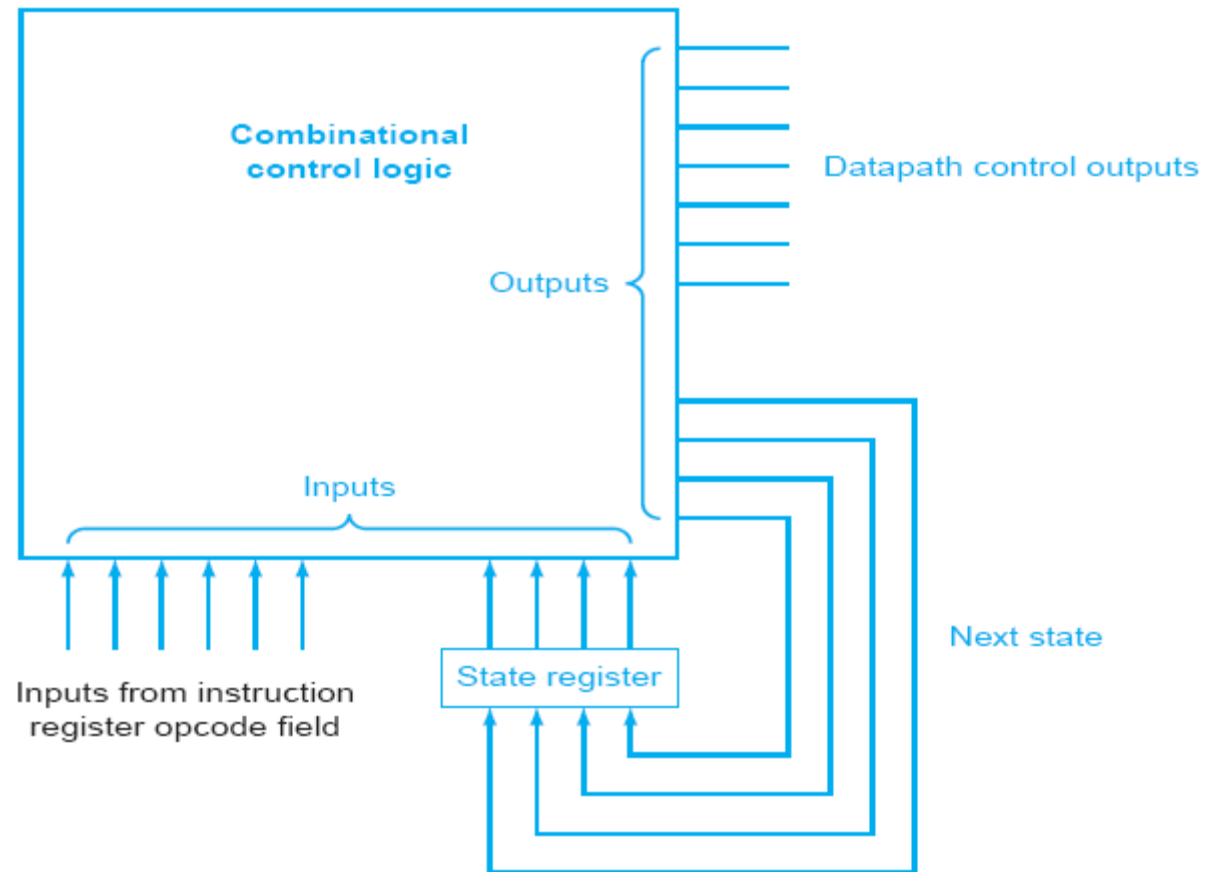 Combinational
control logic
Datapath control outputs
Outputs
Inputs
Next state
State register
Inputs from instruction
register opcode field